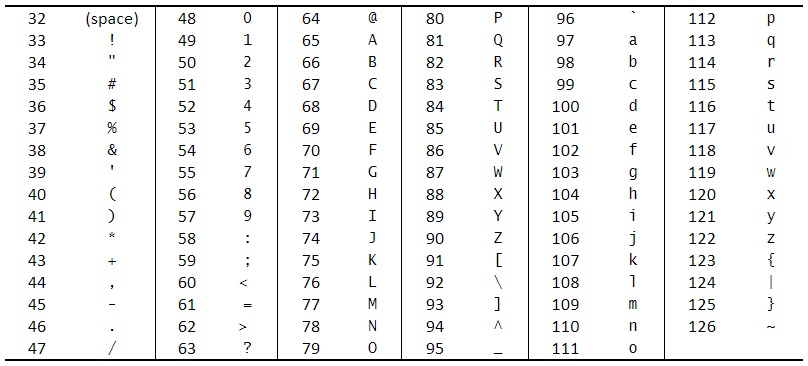 32 (space) 48 0 64 @ 80 P 96 ` 112 p
33 ! 49 1 65 A 81 Q 97 a 113 q
34 " 50 2 66 B 82 R 98 b 114 r
35 # 51 3 67 C 83 S 99 c 115 s
36 $ 52 4 68 D 84 T 100 d 116 t
37 % 53 5 69 E 85 U 101 e 117 u
38 & 54 6 70 F 86 V 102 f 118 v
39 ' 55 7 71 G 87 W 103 g 119 w
40 ( 56 8 72 H 88 X 104 h 120 x
41 ) 57 9 73 I 89 Y 105 i 121 y
42 * 58 : 74 J 90 Z 106 j 122 z
43 + 59 ; 75 K 91 [ 107 k 123 {
44 , 60 < 76 L 92 \ 108 l 124 |
45 - 61 = 77 M 93 ] 109 m 125 }
46 . 62 > 78 N 94 ^ 110 n 126 ~
47 / 63 ? 79 O 95 _ 111 o